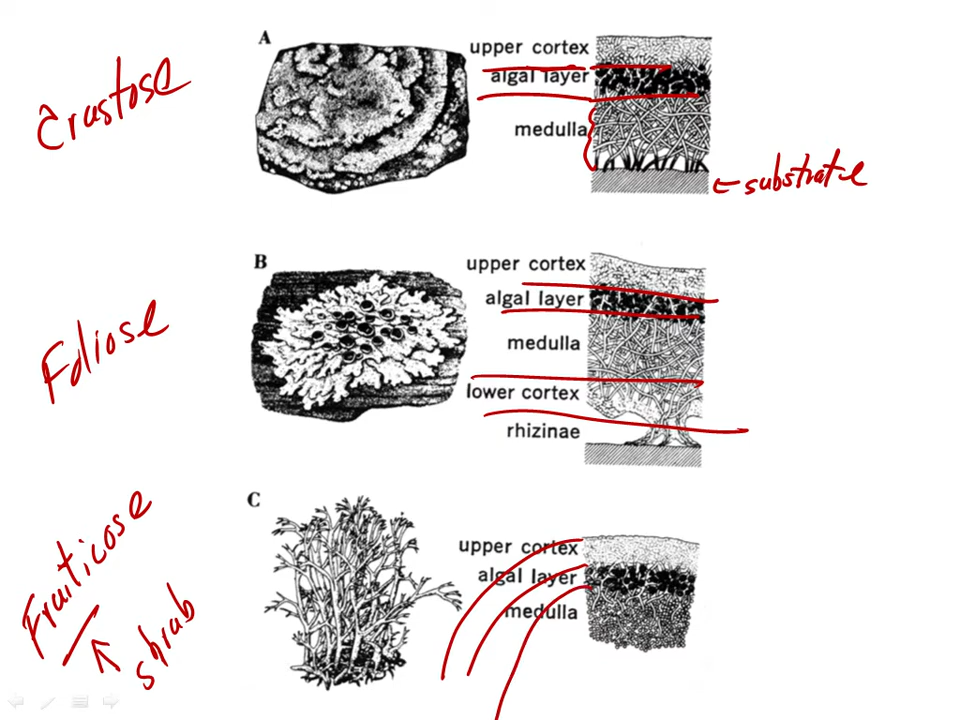 Crustose
A
upper cortex
algal layer
medulla
substrate
Foliose
B
upper cortex
algal layer
medulla
lower cortex
rhizinae
Fruiticose
shrub
C
upper cortex
algal layer
medulla